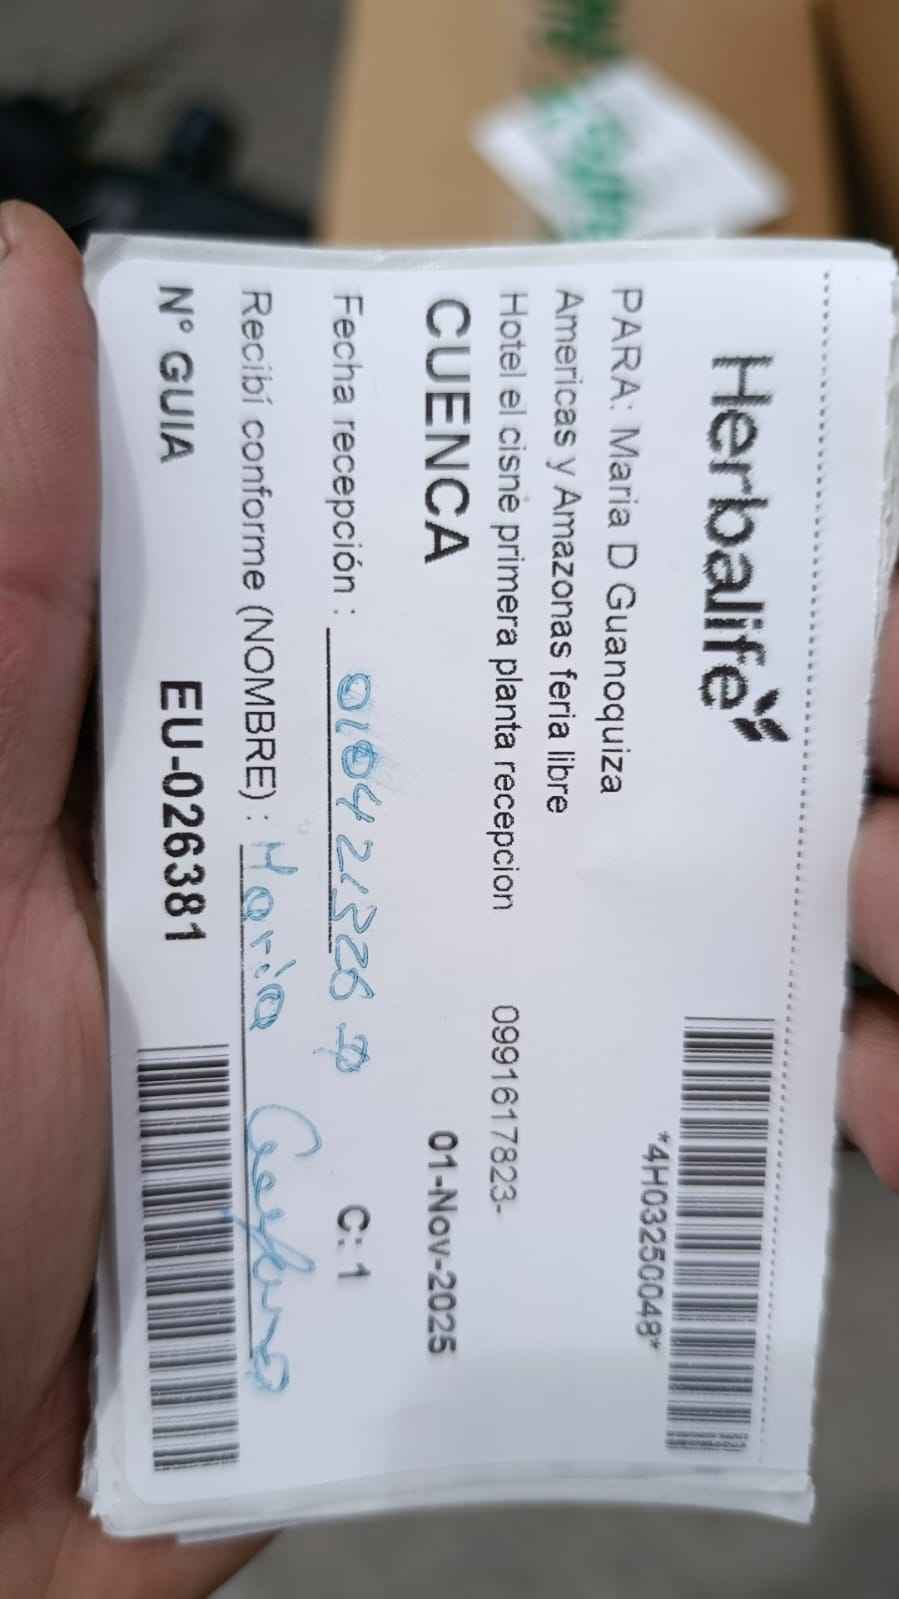 Herbalife
*4H03250048*
PARA: Maria D Guanoquiza
Americas y Amazonas feria libre
Hotel el cisne primera planta recepcion 0991617823-
CUENCA 01-Nov-2025
Fecha recepción : C: 1
Recibí conforme (NOMBRE) : Maria
N° GUIA EU-026381